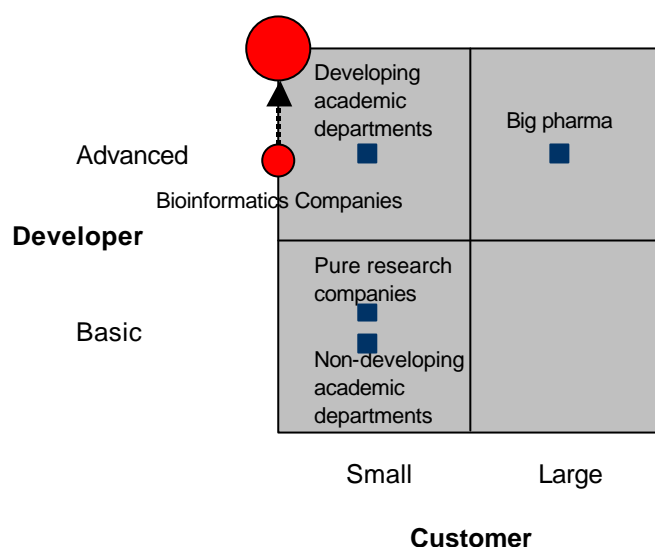 Developing
academic
departments
Big pharma
Advanced
Bioinformatics Companies
Developer
Pure research
companies
Basic
Non-developing
academic
departments
Small
Large
Customer